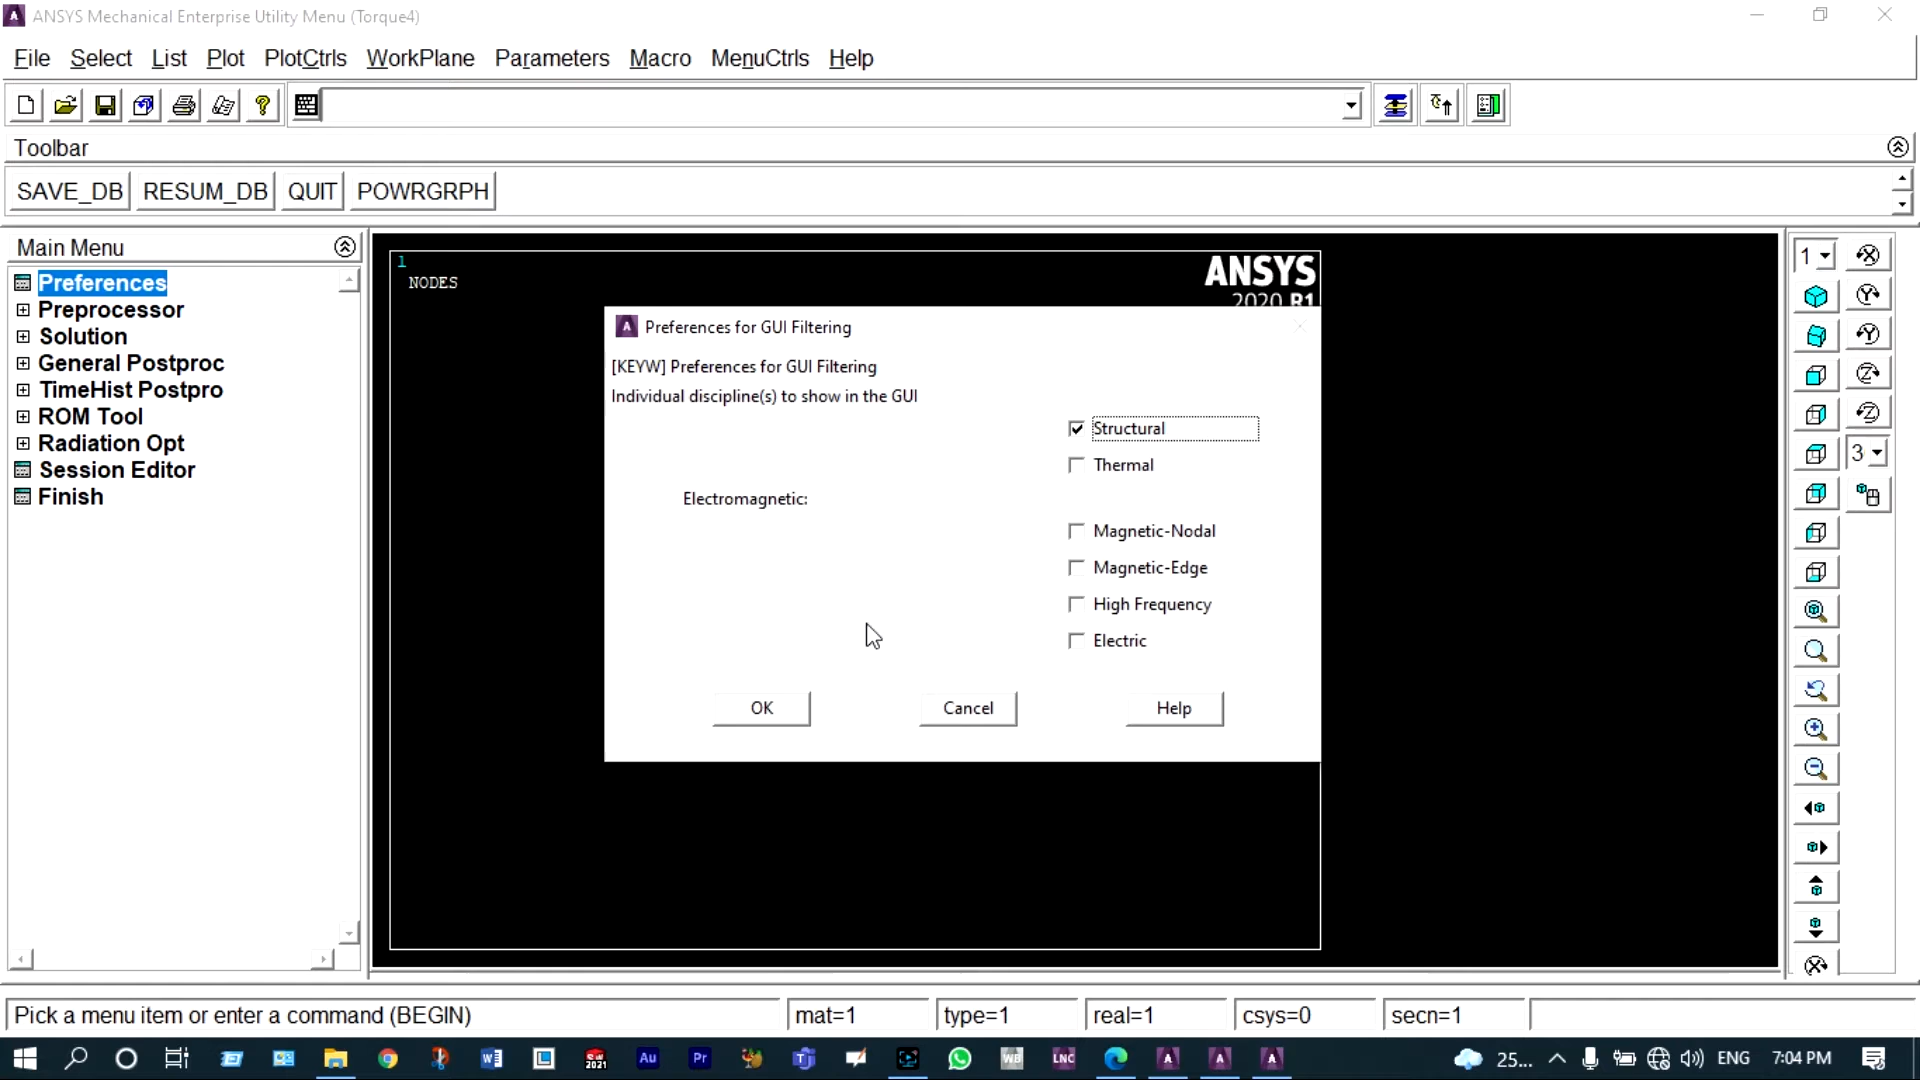 ANSYS Mechanical Enterprise Utility Menu (Torque4)
File Select List Plot PlotCtrls WorkPlane Parameters Macro MenuCtrls Help
Toolbar
SAVE_DB RESUM_DB QUIT POWRGRPH
Main Menu
Preferences
Preprocessor
Solution
General Postproc
TimeHist Postpro
ROM Tool
Radiation Opt
Session Editor
Finish
1
NODES
ANSYS
2020 R1
Preferences for GUI Filtering
[KEYW] Preferences for GUI Filtering
Individual discipline(s) to show in the GUI
Structural
Thermal
Electromagnetic:
Magnetic-Nodal
Magnetic-Edge
High Frequency
Electric
OK Cancel Help
1
3
Pick a menu item or enter a command (BEGIN) mat=1 type=1 real=1 csys=0 secn=1
SW 2021 Au Pr WB LNC 25... ENG 7:04 PM